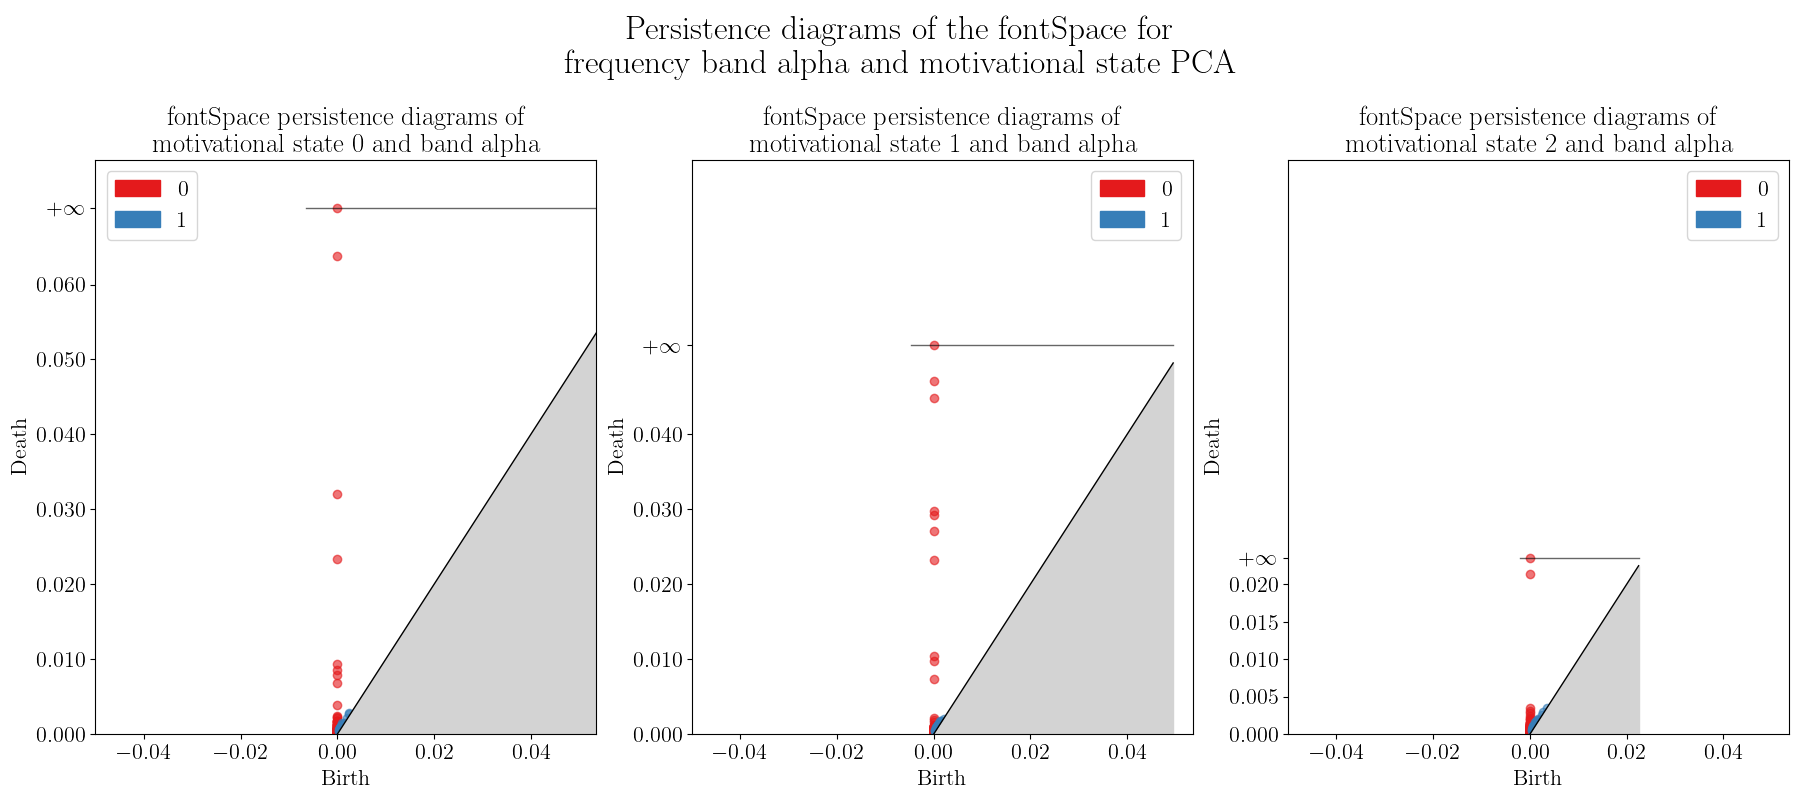 Persistence diagrams of the fontSpace for
frequency band alpha and motivational state PCA
fontSpace persistence diagrams of
motivational state 0 and band alpha
0
1
+∞
0.060
0.050
0.040
0.030
0.020
0.010
0.000
Death
−0.04
−0.02
0.00
0.02
0.04
Birth
fontSpace persistence diagrams of
motivational state 1 and band alpha
0
1
+∞
0.040
0.030
0.020
0.010
0.000
Death
−0.04
−0.02
0.00
0.02
0.04
Birth
fontSpace persistence diagrams of
motivational state 2 and band alpha
0
1
+∞
0.020
0.015
0.010
0.005
0.000
Death
−0.04
−0.02
0.00
0.02
0.04
Birth